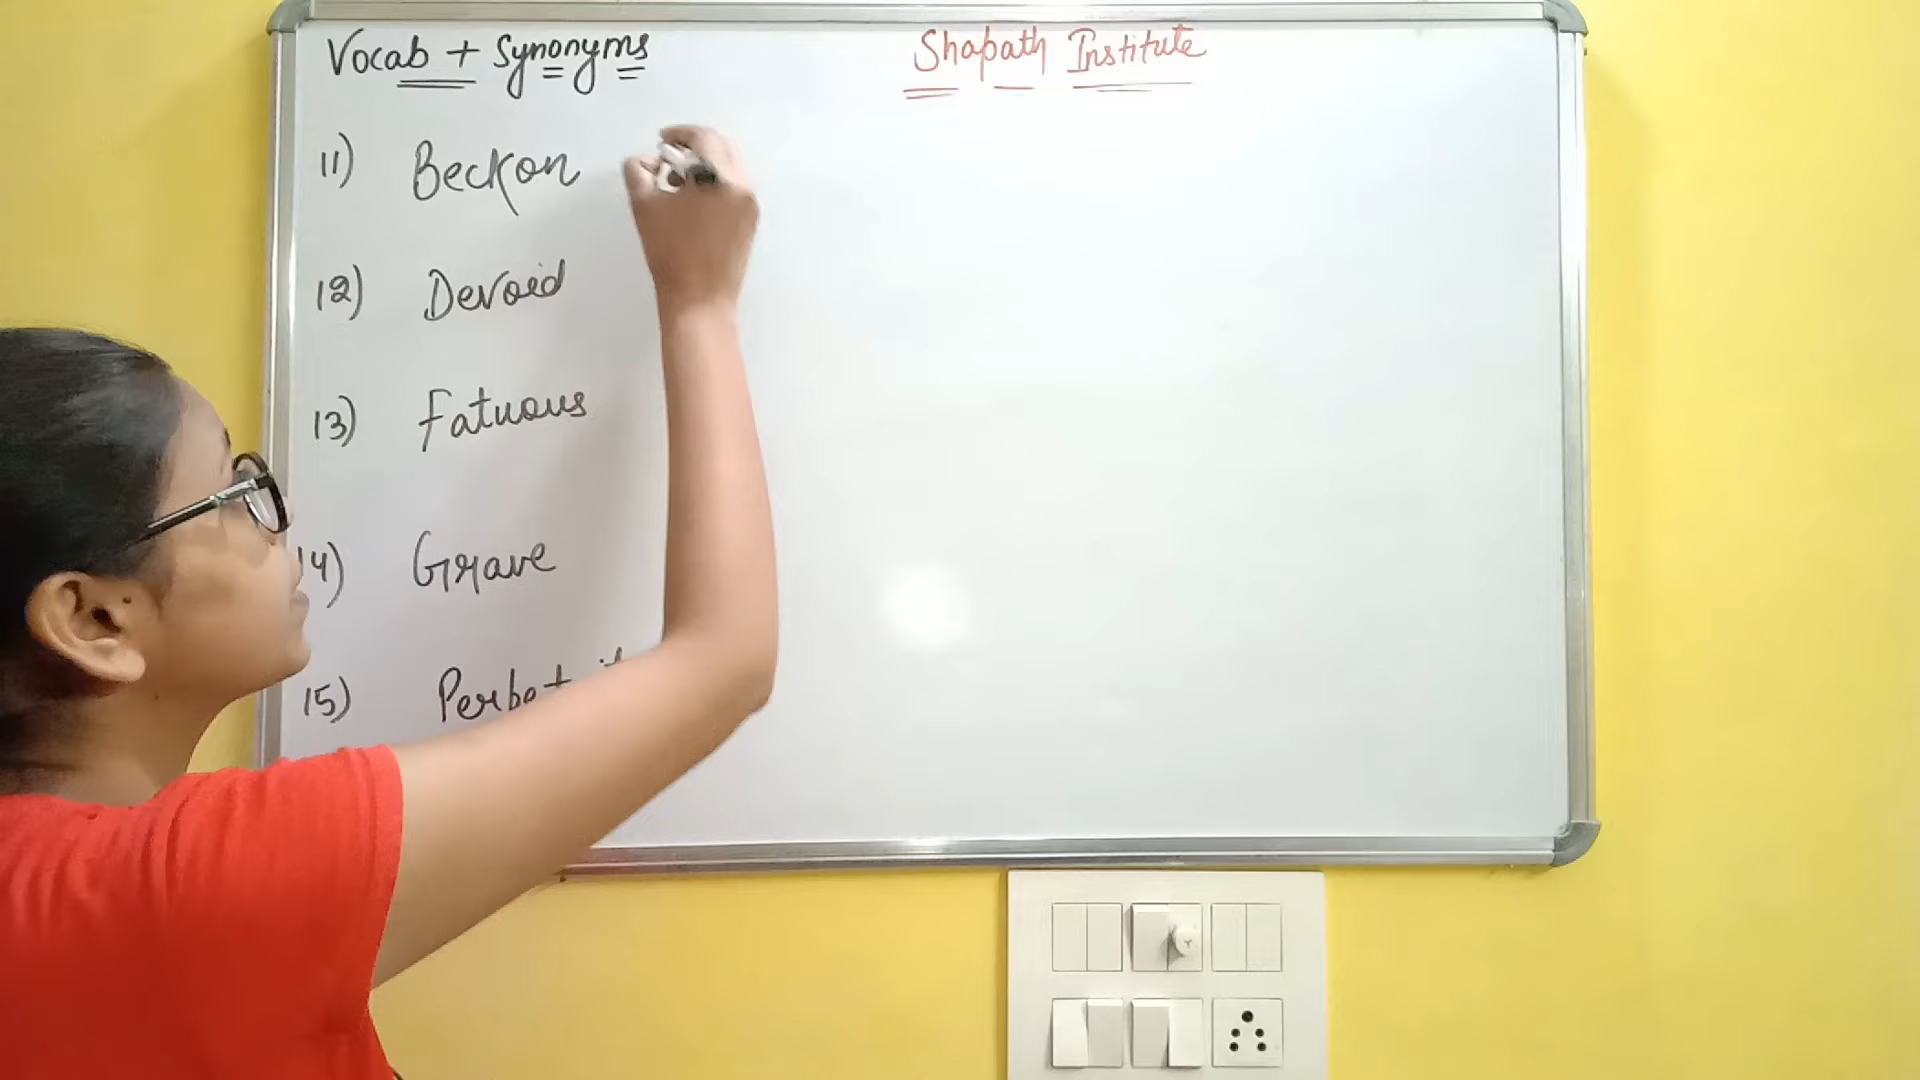 Vocab + Synonyms
Shapath Institute
11) Beckon
12) Devoid
13) Fatuous
14) Grave
15)